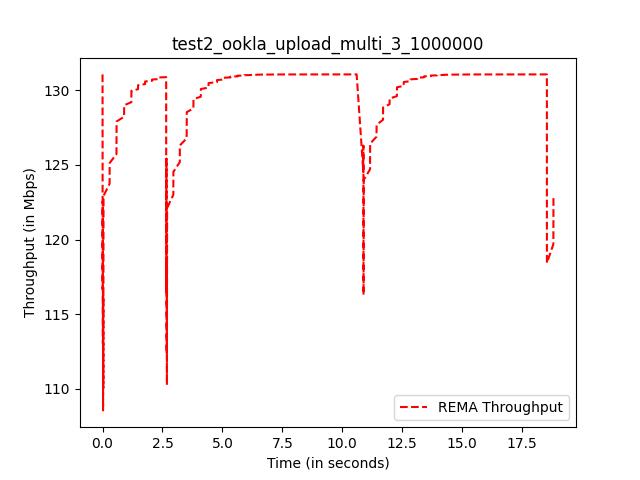 test2_ookla_upload_multi_3_1000000
Throughput (in Mbps)
130
125
120
115
110
0.0 2.5 5.0 7.5 10.0 12.5 15.0 17.5
Time (in seconds)
REMA Throughput